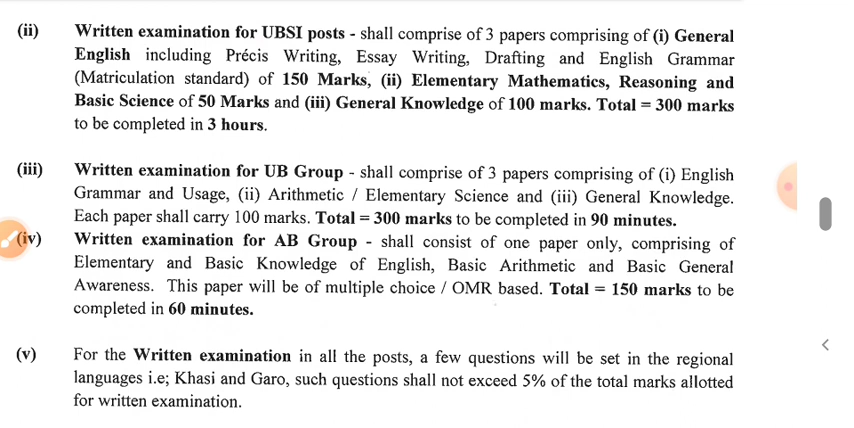 (ii) Written examination for UBSI posts - shall comprise of 3 papers comprising of (i) General
English including Précis Writing, Essay Writing, Drafting and English Grammar
(Matriculation standard) of 150 Marks, (ii) Elementary Mathematics, Reasoning and
Basic Science of 50 Marks and (iii) General Knowledge of 100 marks. Total = 300 marks
to be completed in 3 hours.
(iii) Written examination for UB Group - shall comprise of 3 papers comprising of (i) English
Grammar and Usage, (ii) Arithmetic / Elementary Science and (iii) General Knowledge.
Each paper shall carry 100 marks. Total = 300 marks to be completed in 90 minutes.
(iv) Written examination for AB Group - shall consist of one paper only, comprising of
Elementary and Basic Knowledge of English, Basic Arithmetic and Basic General
Awareness. This paper will be of multiple choice / OMR based. Total = 150 marks to be
completed in 60 minutes.
(v) For the Written examination in all the posts, a few questions will be set in the regional
languages i.e; Khasi and Garo, such questions shall not exceed 5% of the total marks allotted
for written examination.